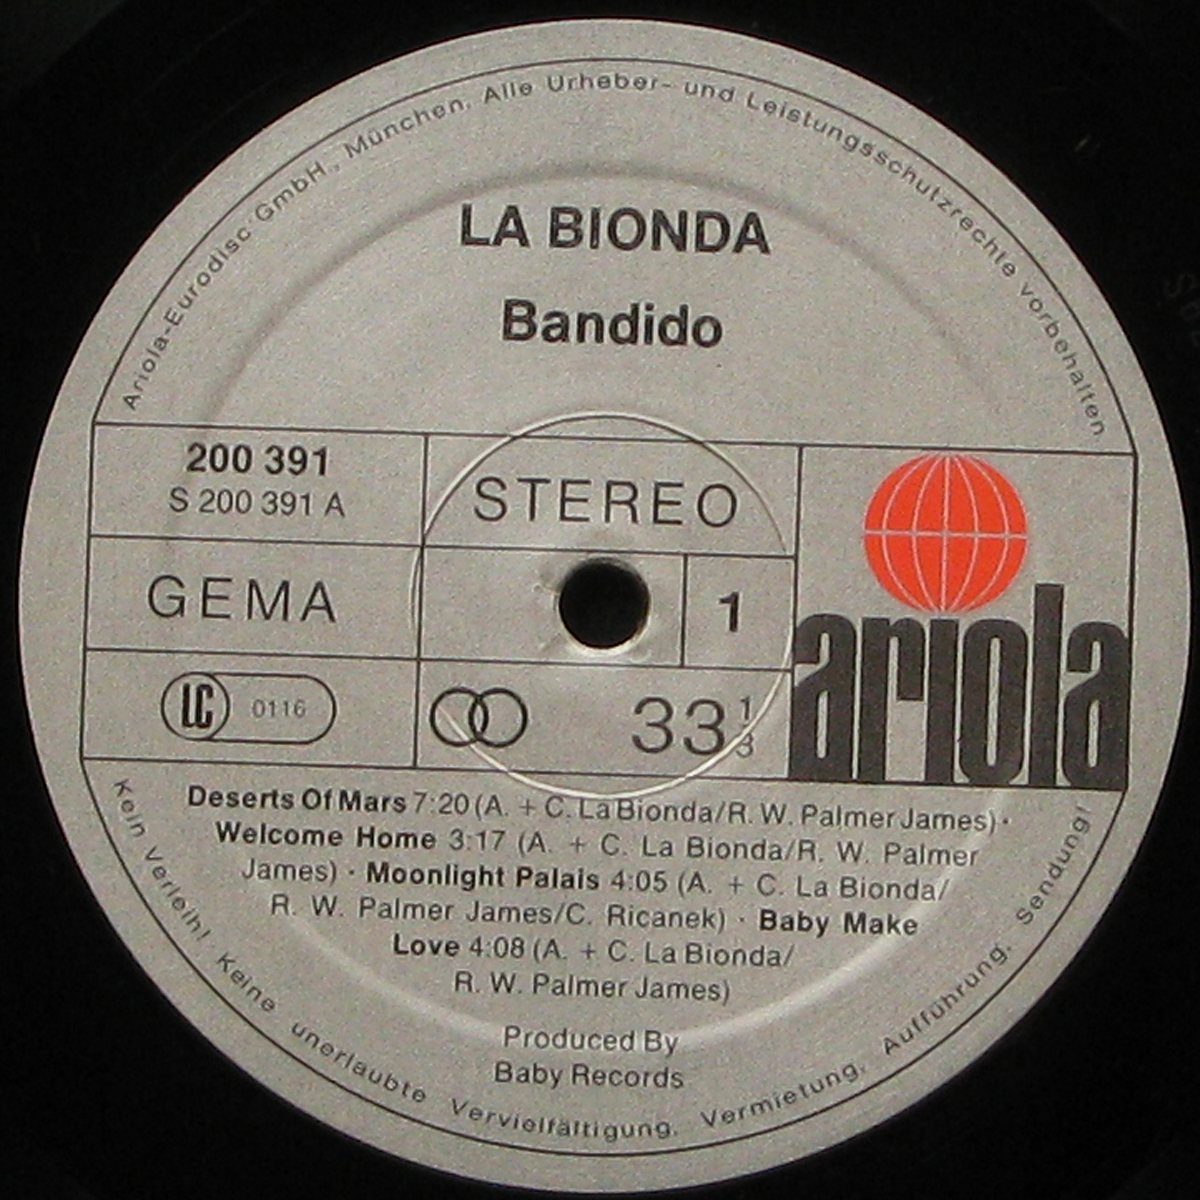 Ariola-Eurodisc GmbH., München. Alle Urheber- und Leistungsschutzrechte vorbehalten
LA BIONDA
Bandido
200 391
S 200 391 A
STEREO
GEMA
1
LC 0116
33 1/3
ariola
Deserts Of Mars 7:20 (A. + C. La Bionda/R. W. Palmer James) ·
Welcome Home 3:17 (A. + C. La Bionda/R. W. Palmer
James) · Moonlight Palais 4:05 (A. + C. La Bionda/
R. W. Palmer James/C. Ricanek) · Baby Make
Love 4:08 (A. + C. La Bionda/
R. W. Palmer James)
Produced By
Baby Records
Kein Verleih! Keine unerlaubte Vervielfältigung, Vermietung, Aufführung, Sendung!